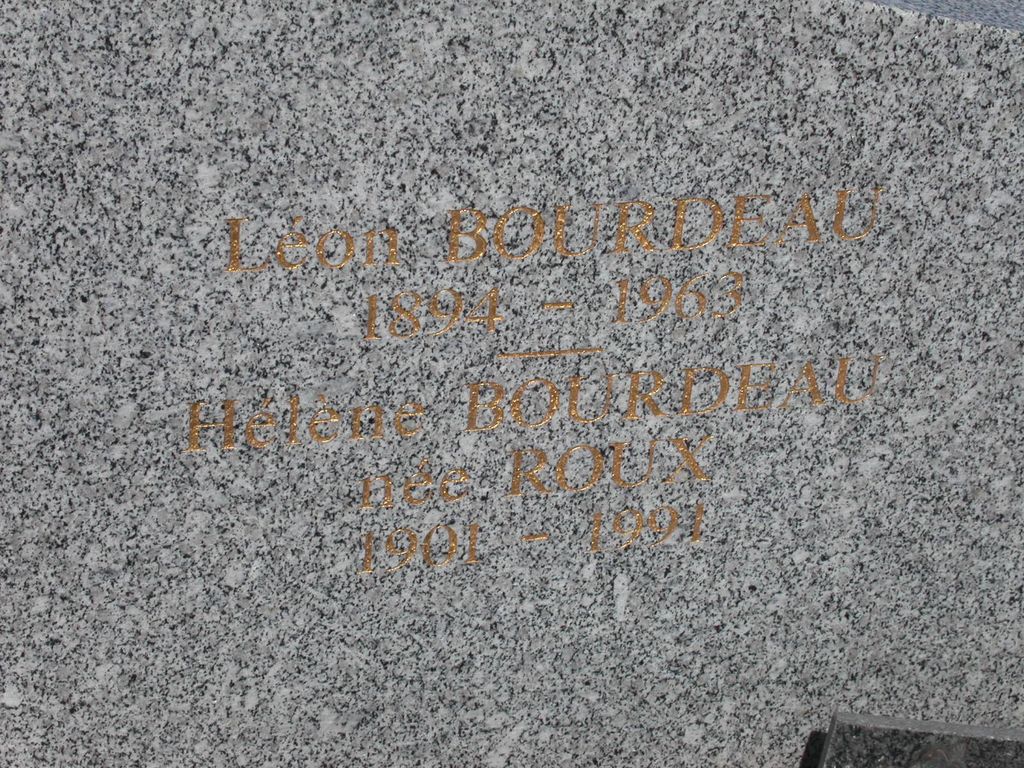 Léon BOURDEAU
1894 - 1963
Hélène BOURDEAU
née ROUX
1901 - 1991